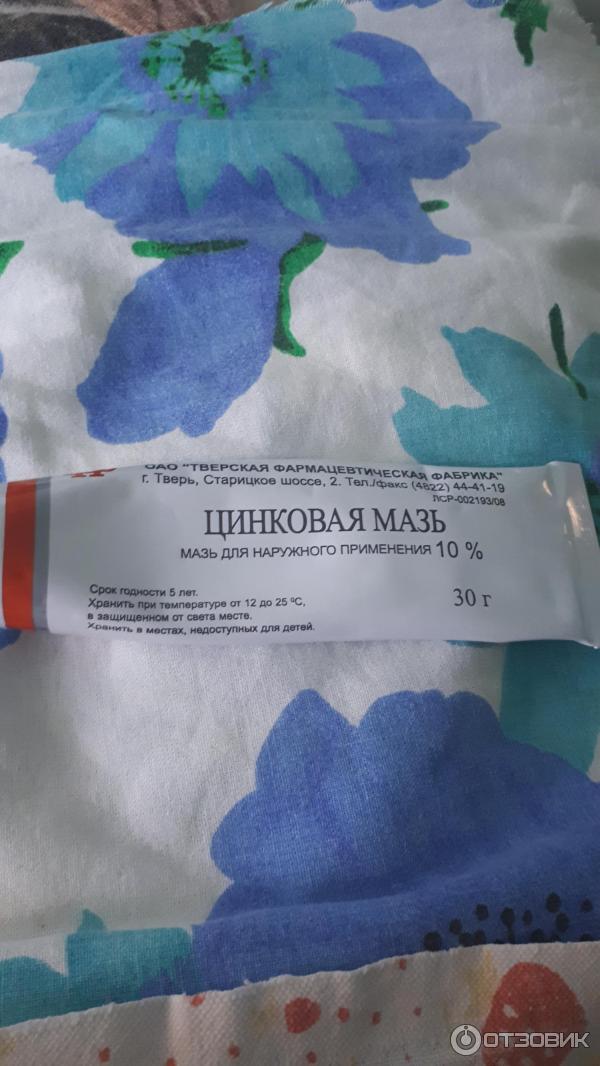 ОАО "ТВЕРСКАЯ ФАРМАЦЕВТИЧЕСКАЯ ФАБРИКА"
г. Тверь, Старицкое шоссе, 2. Тел./факс (4822) 44-41-19
ЛСР-002193/08
ЦИНКОВАЯ МАЗЬ
МАЗЬ ДЛЯ НАРУЖНОГО ПРИМЕНЕНИЯ 10 %
Срок годности 5 лет.
Хранить при температуре от 12 до 25 ºС,
в защищенном от света месте.
Хранить в местах, недоступных для детей.
30 г
ОТЗОВИК